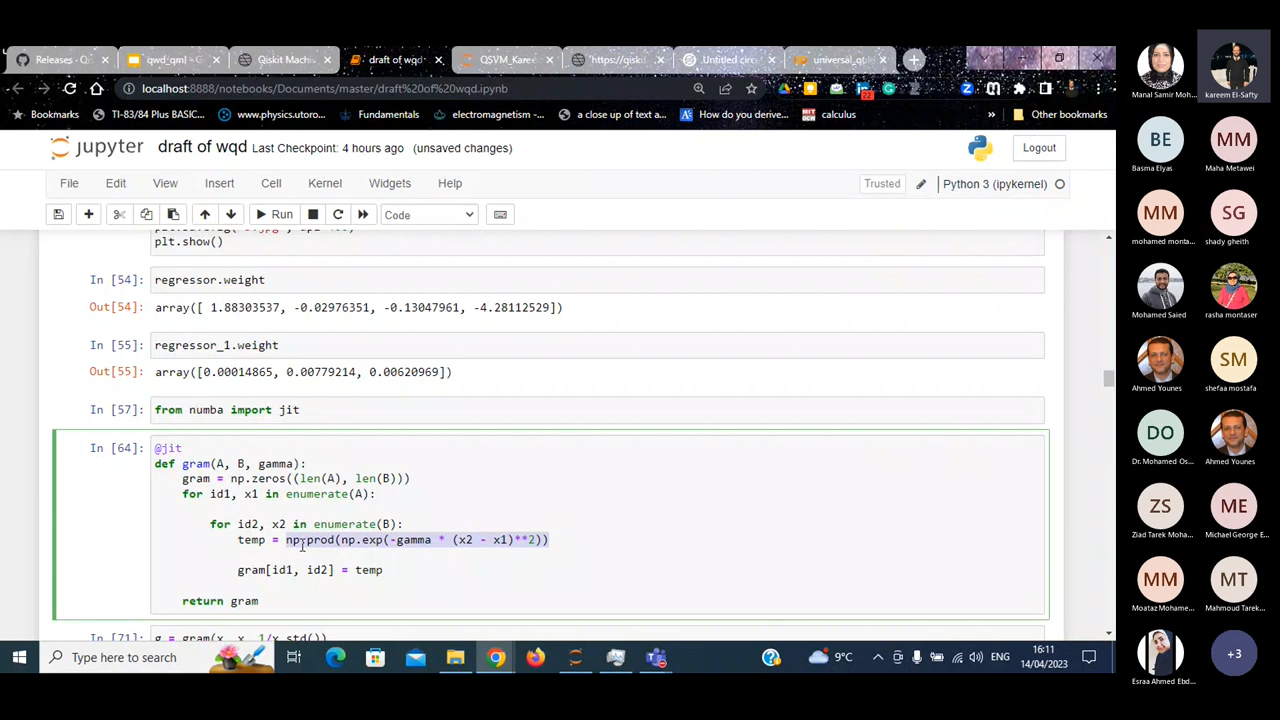 Releases - Q
qwd_qml - G
Qiskit Machi
draft of wqd
QSVM_Karee
"https://qisk
Untitled circ
universal_qu
localhost:8888/notebooks/Documents/master/draft%20of%20wqd.ipynb
Bookmarks
TI-83/84 Plus BASIC...
www.physics.utoro...
Fundamentals
electromagnetism -...
a close up of text a...
How do you derive...
calculus
»
Other bookmarks
jupyter draft of wqd Last Checkpoint: 4 hours ago (unsaved changes)
Logout
File Edit View Insert Cell Kernel Widgets Help
Trusted
Python 3 (ipykernel)
Run
Code
plt.show()
In [54]: regressor.weight
Out[54]: array([ 1.88303537, -0.02976351, -0.13047961, -4.28112529])
In [55]: regressor_1.weight
Out[55]: array([0.00014865, 0.00779214, 0.00620969])
In [57]: from numba import jit
In [64]: @jit
def gram(A, B, gamma):
gram = np.zeros((len(A), len(B)))
for id1, x1 in enumerate(A):
for id2, x2 in enumerate(B):
temp = np.prod(np.exp(-gamma * (x2 - x1)**2))
gram[id1, id2] = temp
return gram
In [71]: g = gram(x, x, 1/x.std())
Type here to search
9°C
ENG
16:11
14/04/2023
Manal Samir Moh...
kareem El-Safty
BE
Basma Elyas
MM
Maha Metawei
MM
mohamed monta...
SG
shady gheith
Mohamed Saied
rasha montaser
Ahmed Younes
SM
shefaa mostafa
DO
Dr. Mohamed Os...
Ahmed Younes
ZS
Ziad Tarek Moha...
ME
Michael George E...
MM
Moataz Mohame...
MT
Mahmoud Tarek...
Esraa Ahmed Ebd...
+3